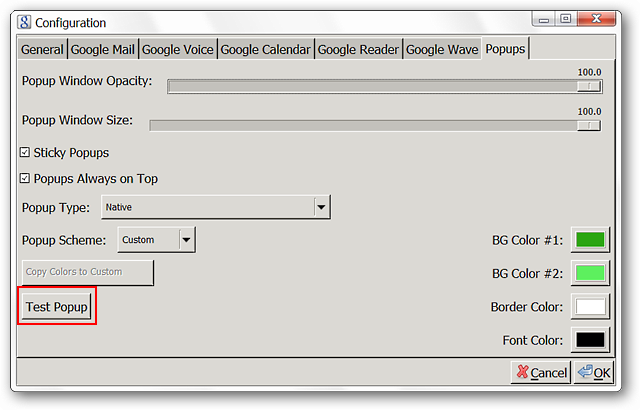 Configuration
General Google Mail Google Voice Google Calendar Google Reader Google Wave Popups
Popup Window Opacity: 100.0
Popup Window Size: 100.0
Sticky Popups
Popups Always on Top
Popup Type: Native
Popup Scheme: Custom BG Color #1:
Copy Colors to Custom BG Color #2:
Test Popup Border Color:
Font Color:
Cancel OK